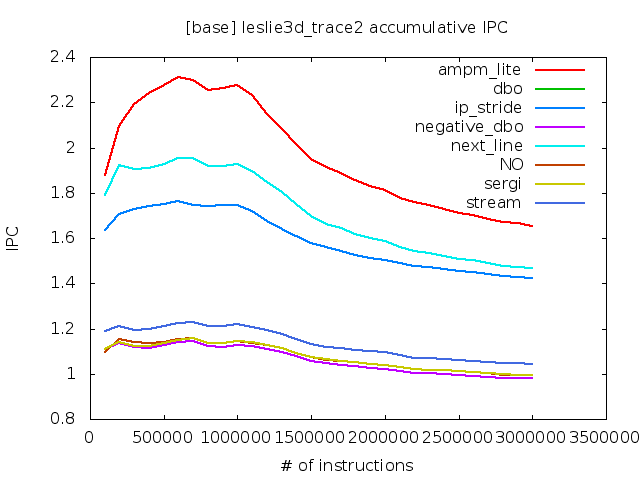 [base] leslie3d_trace2 accumulative IPC
2.4
2.2
2
1.8
1.6
1.4
1.2
1
0.8
IPC
ampm_lite
dbo
ip_stride
negative_dbo
next_line
NO
sergi
stream
0 500000 1000000 1500000 2000000 2500000 3000000 3500000
# of instructions